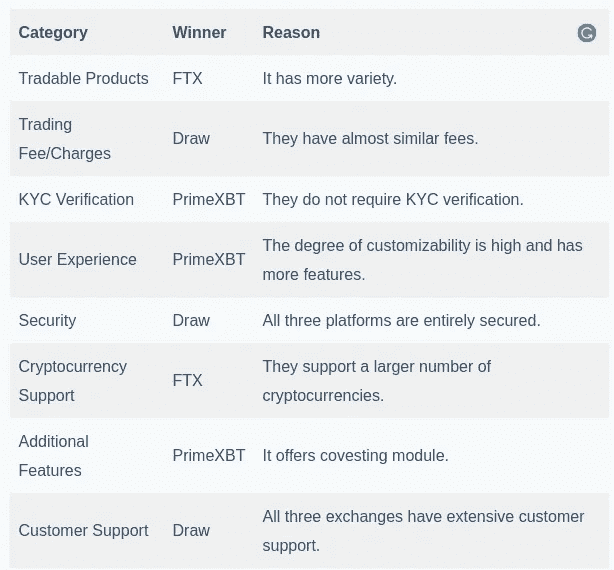 Category Winner Reason
Tradable Products FTX It has more variety.
Trading
Fee/Charges Draw They have almost similar fees.
KYC Verification PrimeXBT They do not require KYC verification.
User Experience PrimeXBT The degree of customizability is high and has
more features.
Security Draw All three platforms are entirely secured.
Cryptocurrency
Support FTX They support a larger number of
cryptocurrencies.
Additional
Features PrimeXBT It offers covesting module.
Customer Support Draw All three exchanges have extensive customer
support.